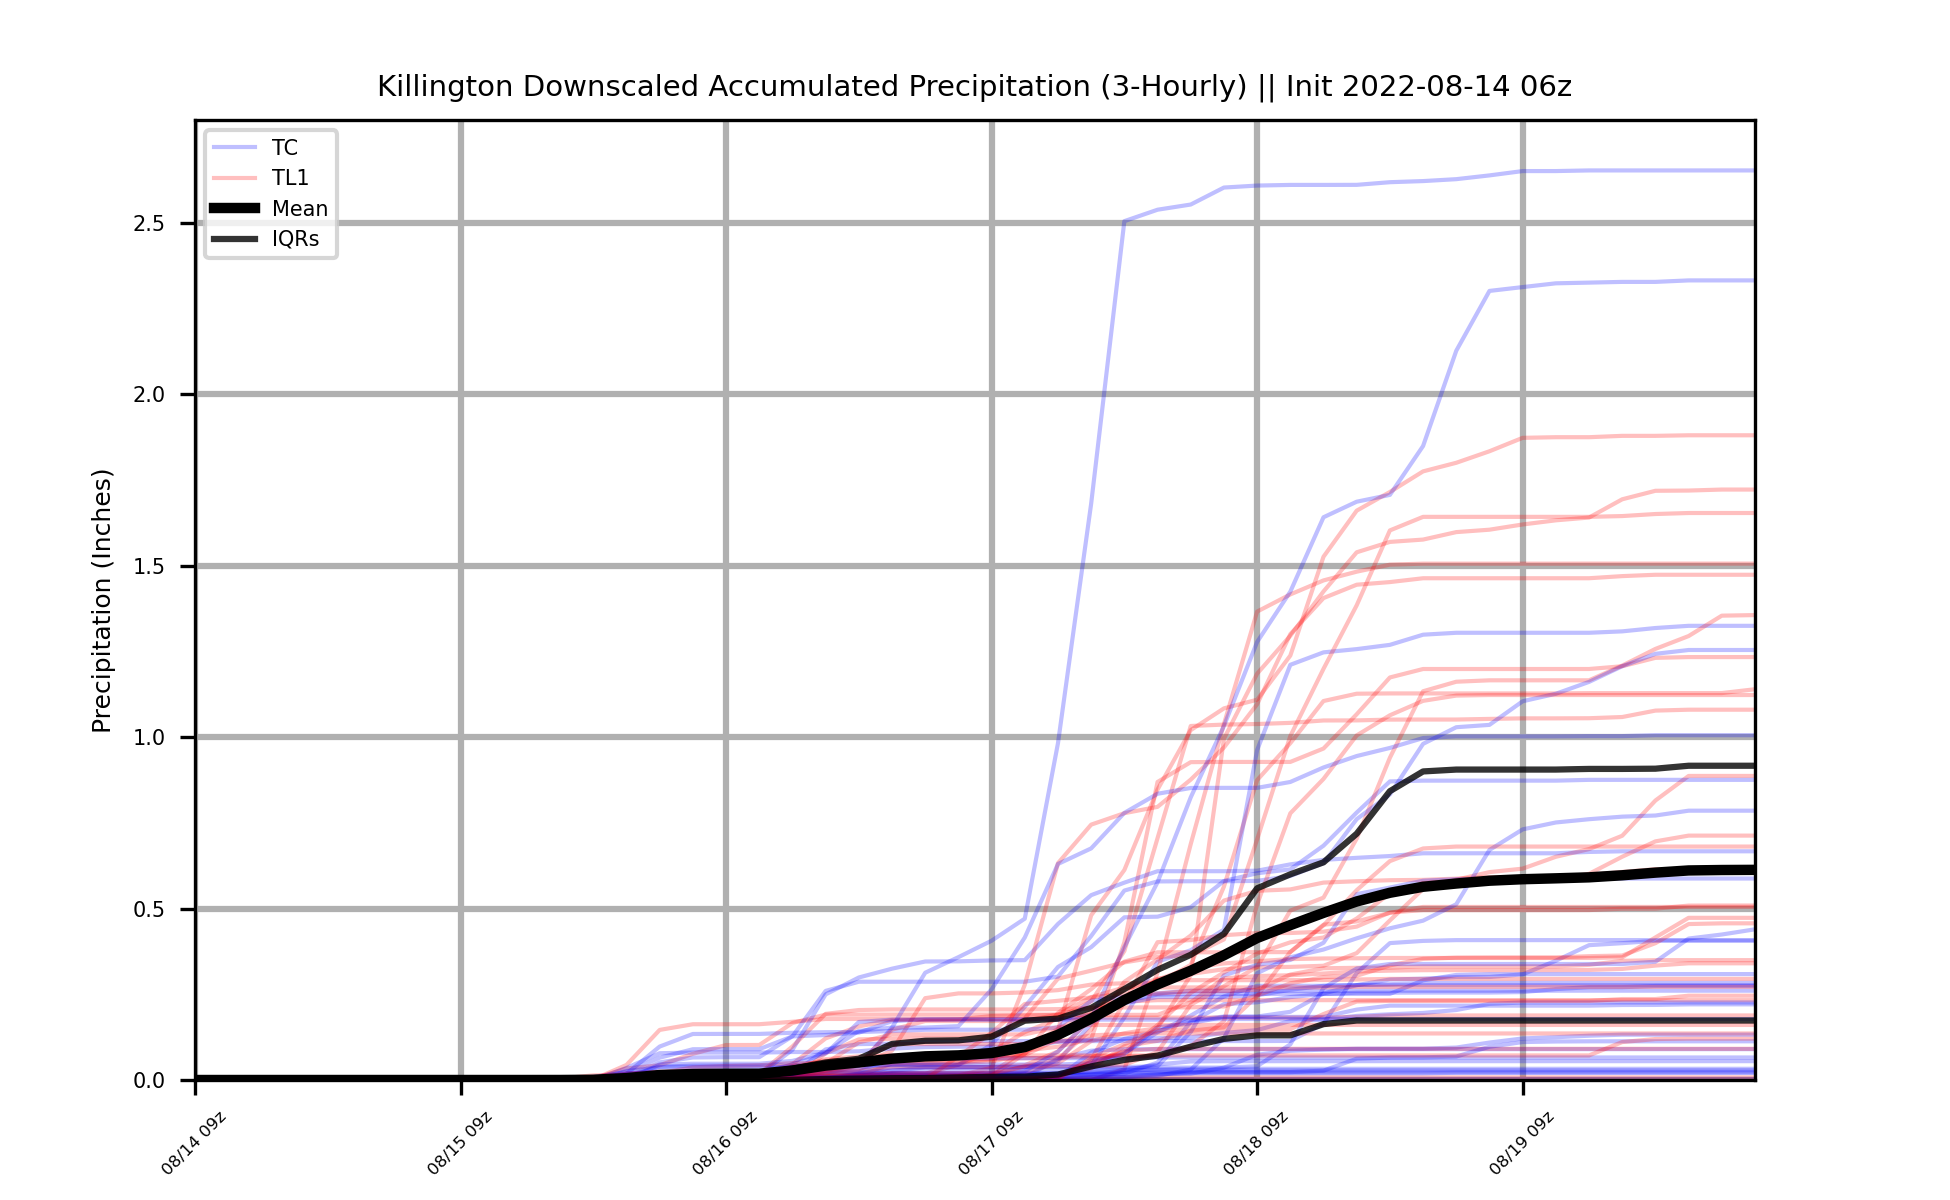 Killington Downscaled Accumulated Precipitation (3-Hourly) || Init 2022-08-14 06z
TC
TL1
Mean
IQRs
Precipitation (Inches)
2.5
2.0
1.5
1.0
0.5
0.0
08/14 09z
08/15 09z
08/16 09z
08/17 09z
08/18 09z
08/19 09z